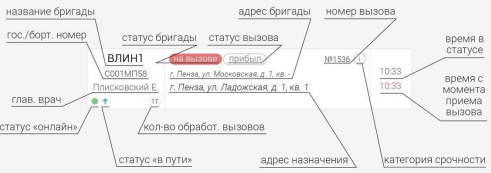 название бригады
адрес бригады
номер вызова
гос./борт. номер
статус бригады
статус вызова
время в
статусе
ВЛИН1
на вызове
прибыл
№1536
1
С001МП58
г. Пенза, ул. Московская, д. 1, кв. -
10:33
Плисковский Е.
г. Пенза, ул. Ладожская, д. 1, кв. 1
10:33
время с
момента
приема
вызова
глав. врач
17
статус «онлайн»
кол-во обработ. вызовов
статус «в пути»
адрес назначения
категория срочности